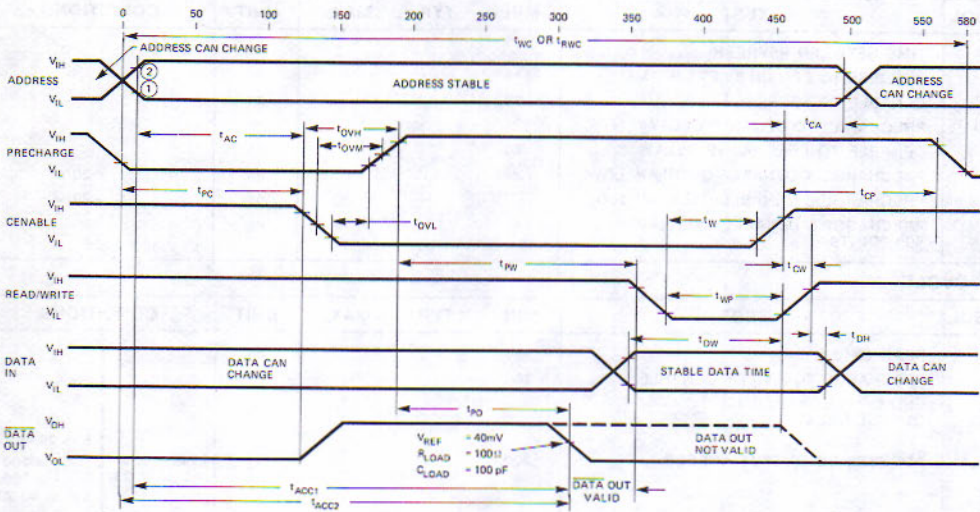 0 50 100 150 200 250 300 350 400 450 500 550 580
tWC OR tRWC
ADDRESS CAN CHANGE
VIH
ADDRESS
VIL
②
①
ADDRESS STABLE
ADDRESS
CAN CHANGE
VIH
PRECHARGE
VIL
tAC
tOVH
tOVM
tCA
tPC
tCP
VIH
CENABLE
VIL
tOVL
tW
tPW
tCW
VIH
READ/WRITE
VIL
tWP
tDW
tDH
VIH
DATA
IN
VIL
DATA CAN
CHANGE
STABLE DATA TIME
DATA CAN
CHANGE
tPO
VOH
DATA
OUT
VOL
VREF = 40mV
RLOAD = 100Ω
CLOAD = 100 pF
DATA OUT
NOT VALID
tACC1
tACC2
DATA OUT
VALID